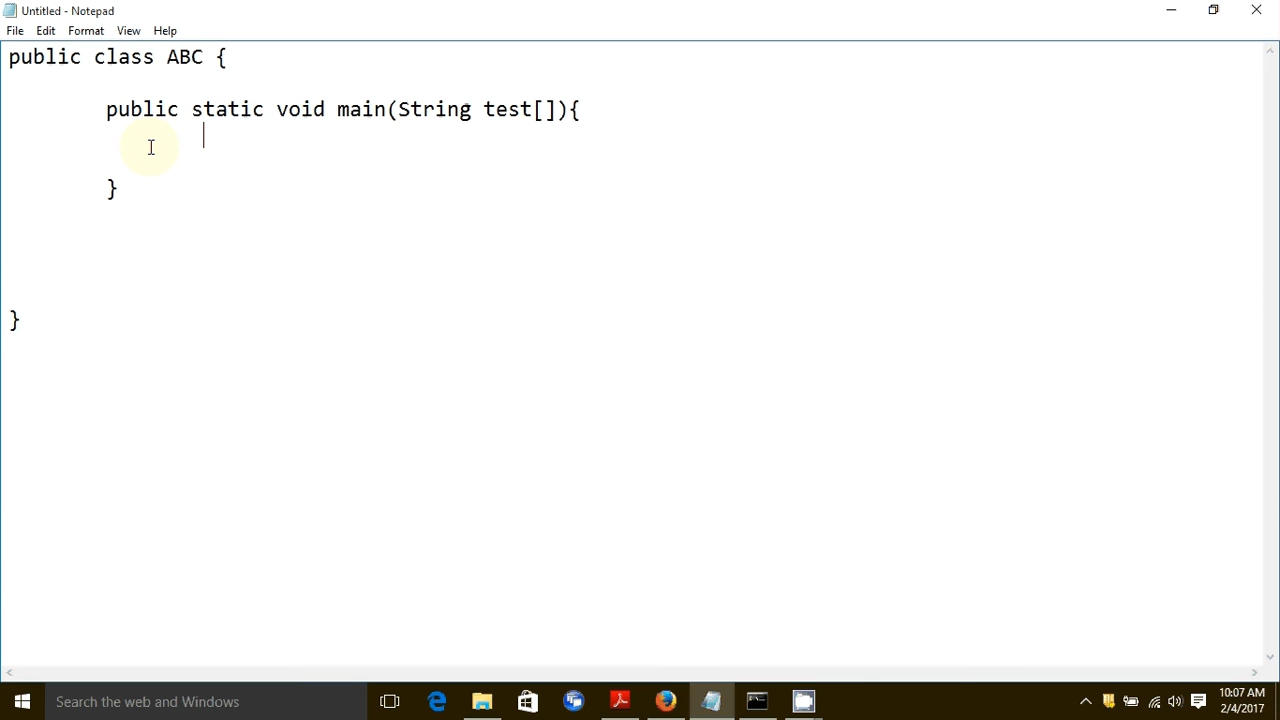 Untitled - Notepad
File Edit Format View Help
public class ABC {
public static void main(String test[]){
}
}
Search the web and Windows
10:07 AM
2/4/2017